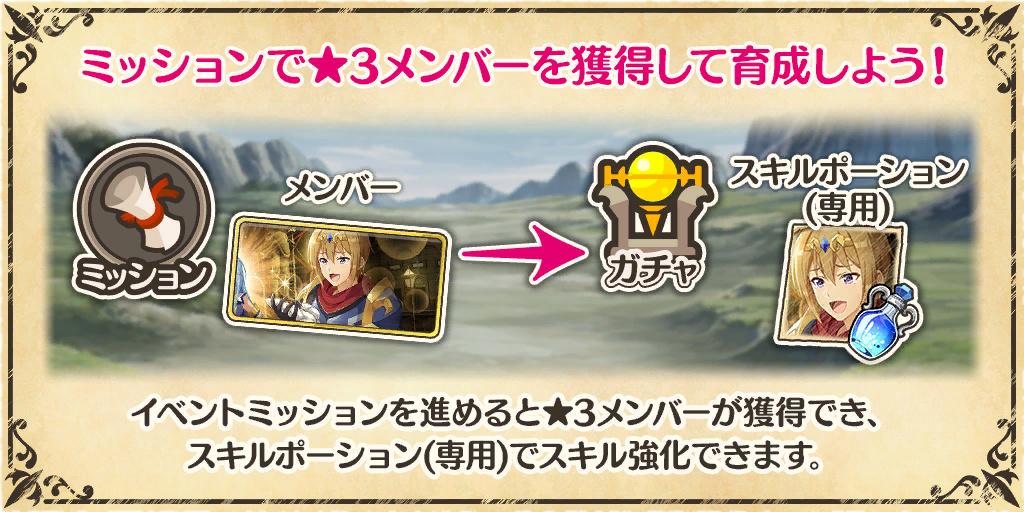 ミッションで★3メンバーを獲得して育成しよう!
メンバー
ミッション
ガチャ
スキルポーション
(専用)
イベントミッションを進めると★3メンバーが獲得でき、
スキルポーション(専用)でスキル強化できます。